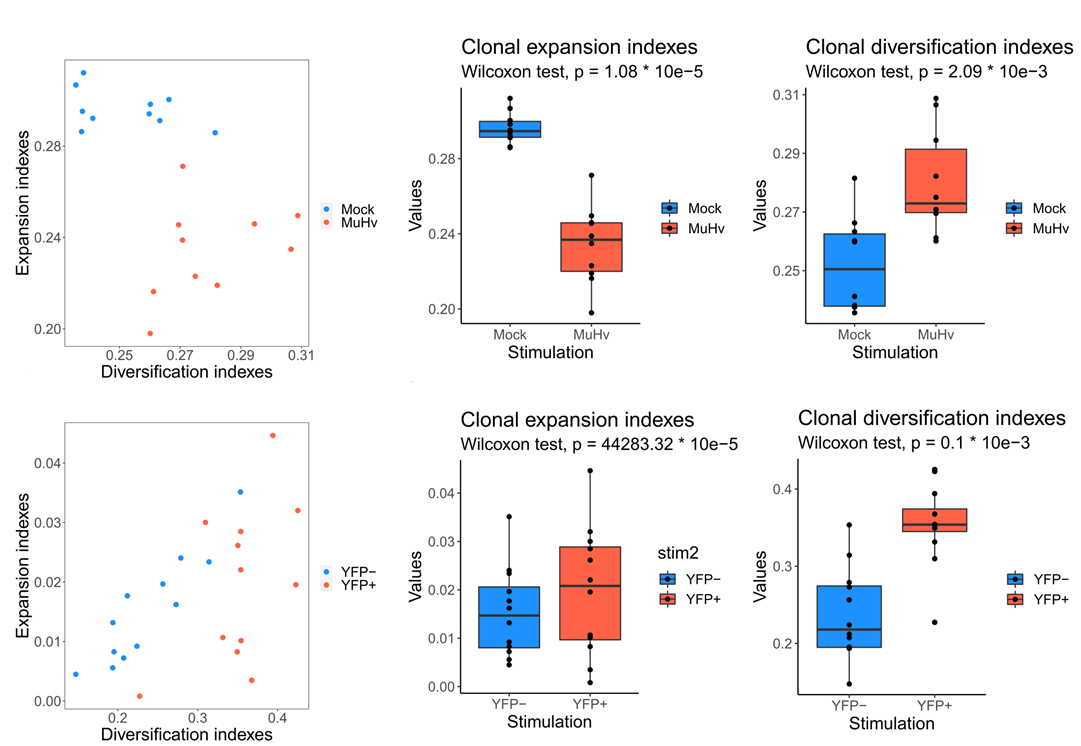 Expansion indexes
0.28
0.24
0.20
0.25 0.27 0.29 0.31
Diversification indexes
Mock
MuHv
Clonal expansion indexes
Wilcoxon test, p = 1.08 * 10e−5
Values
0.28
0.24
0.20
Mock MuHv
Stimulation
Mock
MuHv
Clonal diversification indexes
Wilcoxon test, p = 2.09 * 10e−3
Values
0.31
0.29
0.27
0.25
Mock MuHv
Stimulation
Mock
MuHv
Expansion indexes
0.04
0.03
0.02
0.01
0.00
0.2 0.3 0.4
Diversification indexes
YFP−
YFP+
Clonal expansion indexes
Wilcoxon test, p = 44283.32 * 10e−5
Values
0.04
0.03
0.02
0.01
0.00
YFP− YFP+
Stimulation
stim2
YFP−
YFP+
Clonal diversification indexes
Wilcoxon test, p = 0.1 * 10e−3
Values
0.4
0.3
0.2
YFP− YFP+
Stimulation
YFP−
YFP+